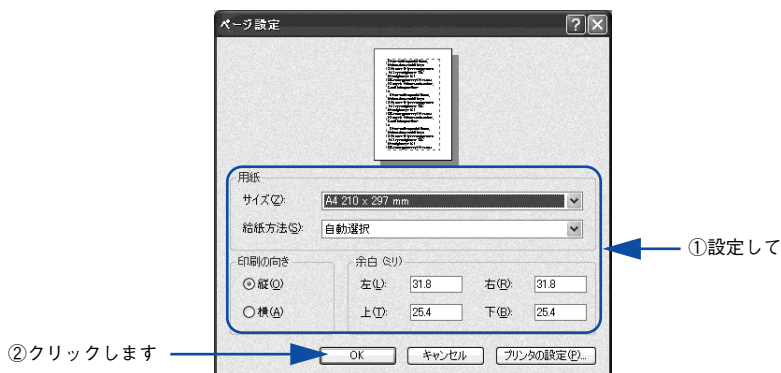 ページ設定
用紙
サイズ(Z):
A4 210 x 297 mm
給紙方法(S):
自動選択
①設定して
印刷の向き
余白 (ミリ)
縦(O)
左(L):
31.8
右(R):
31.8
横(A)
上(T):
25.4
下(B):
25.4
②クリックします
OK
キャンセル
プリンタの設定(P)...